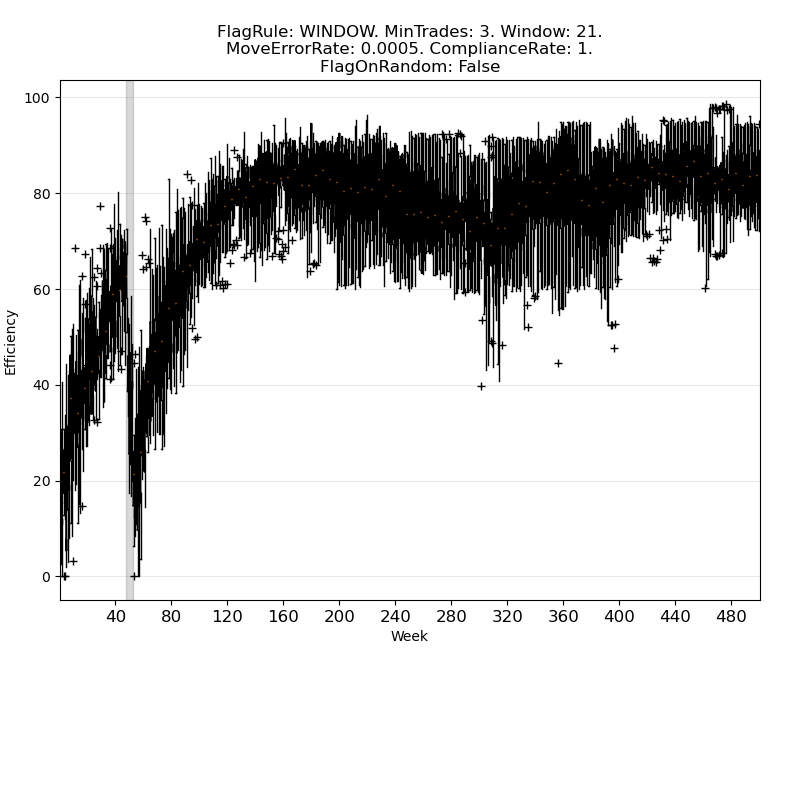 FlagRule: WINDOW. MinTrades: 3. Window: 21.
MoveErrorRate: 0.0005. ComplianceRate: 1.
FlagOnRandom: False
100
80
60
40
20
0
Efficiency
40 80 120 160 200 240 280 320 360 400 440 480
Week